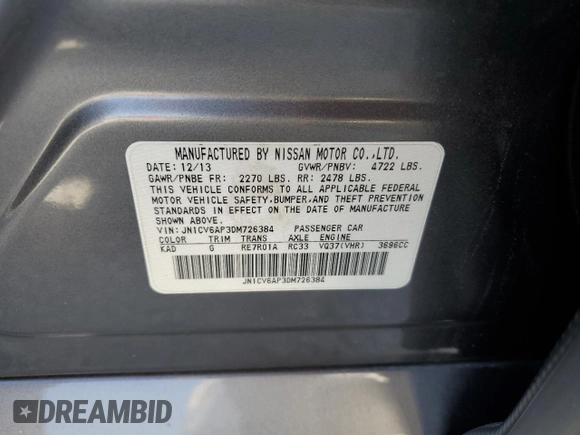 MANUFACTURED BY NISSAN MOTOR CO.,LTD.
DATE: 12/13 GVWR/PNBV: 4722 LBS.
GAWR/PNBE FR: 2270 LBS. RR: 2478 LBS.
THIS VEHICLE CONFORMS TO ALL APPLICABLE FEDERAL
MOTOR VEHICLE SAFETY,BUMPER,AND THEFT PREVENTION
STANDARDS IN EFFECT ON THE DATE OF MANUFACTURE
SHOWN ABOVE.
VIN: JN1CV6AP3DM726384 PASSENGER CAR
COLOR TRIM TRANS AXLE ENGINE
KAD G RE7R01A RC33 VQ37(VHR) 3696CC
JN1CV6AP3DM726384
DREAMBID